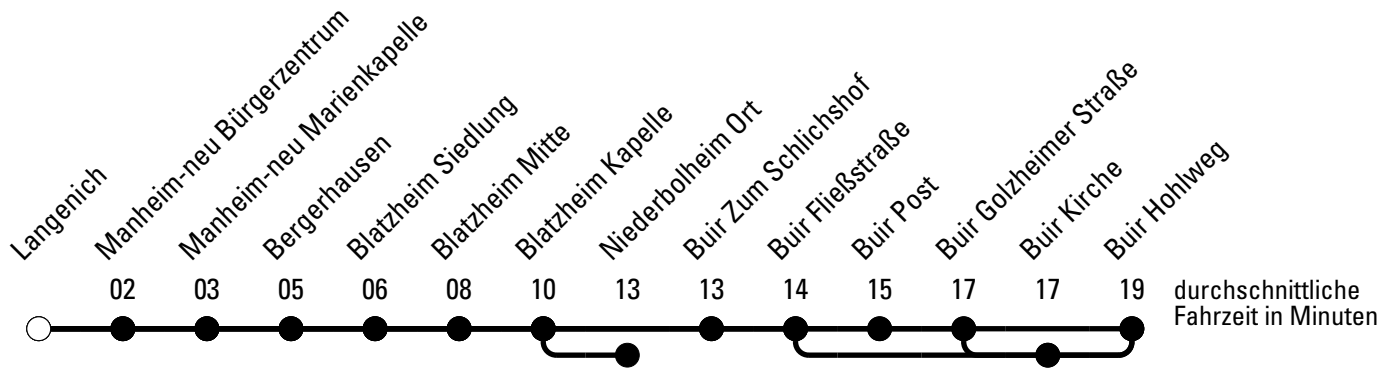 Langenich
Manheim-neu Bürgerzentrum
Manheim-neu Marienkapelle
Bergerhausen
Blatzheim Siedlung
Blatzheim Mitte
Blatzheim Kapelle
Niederbolheim Ort
Buir Zum Schlichshof
Buir Fließstraße
Buir Post
Buir Golzheimer Straße
Buir Kirche
Buir Hohlweg
02 03 05 06 08 10 13 13 14 15 17 17 19 durchschnittliche
Fahrzeit in Minuten